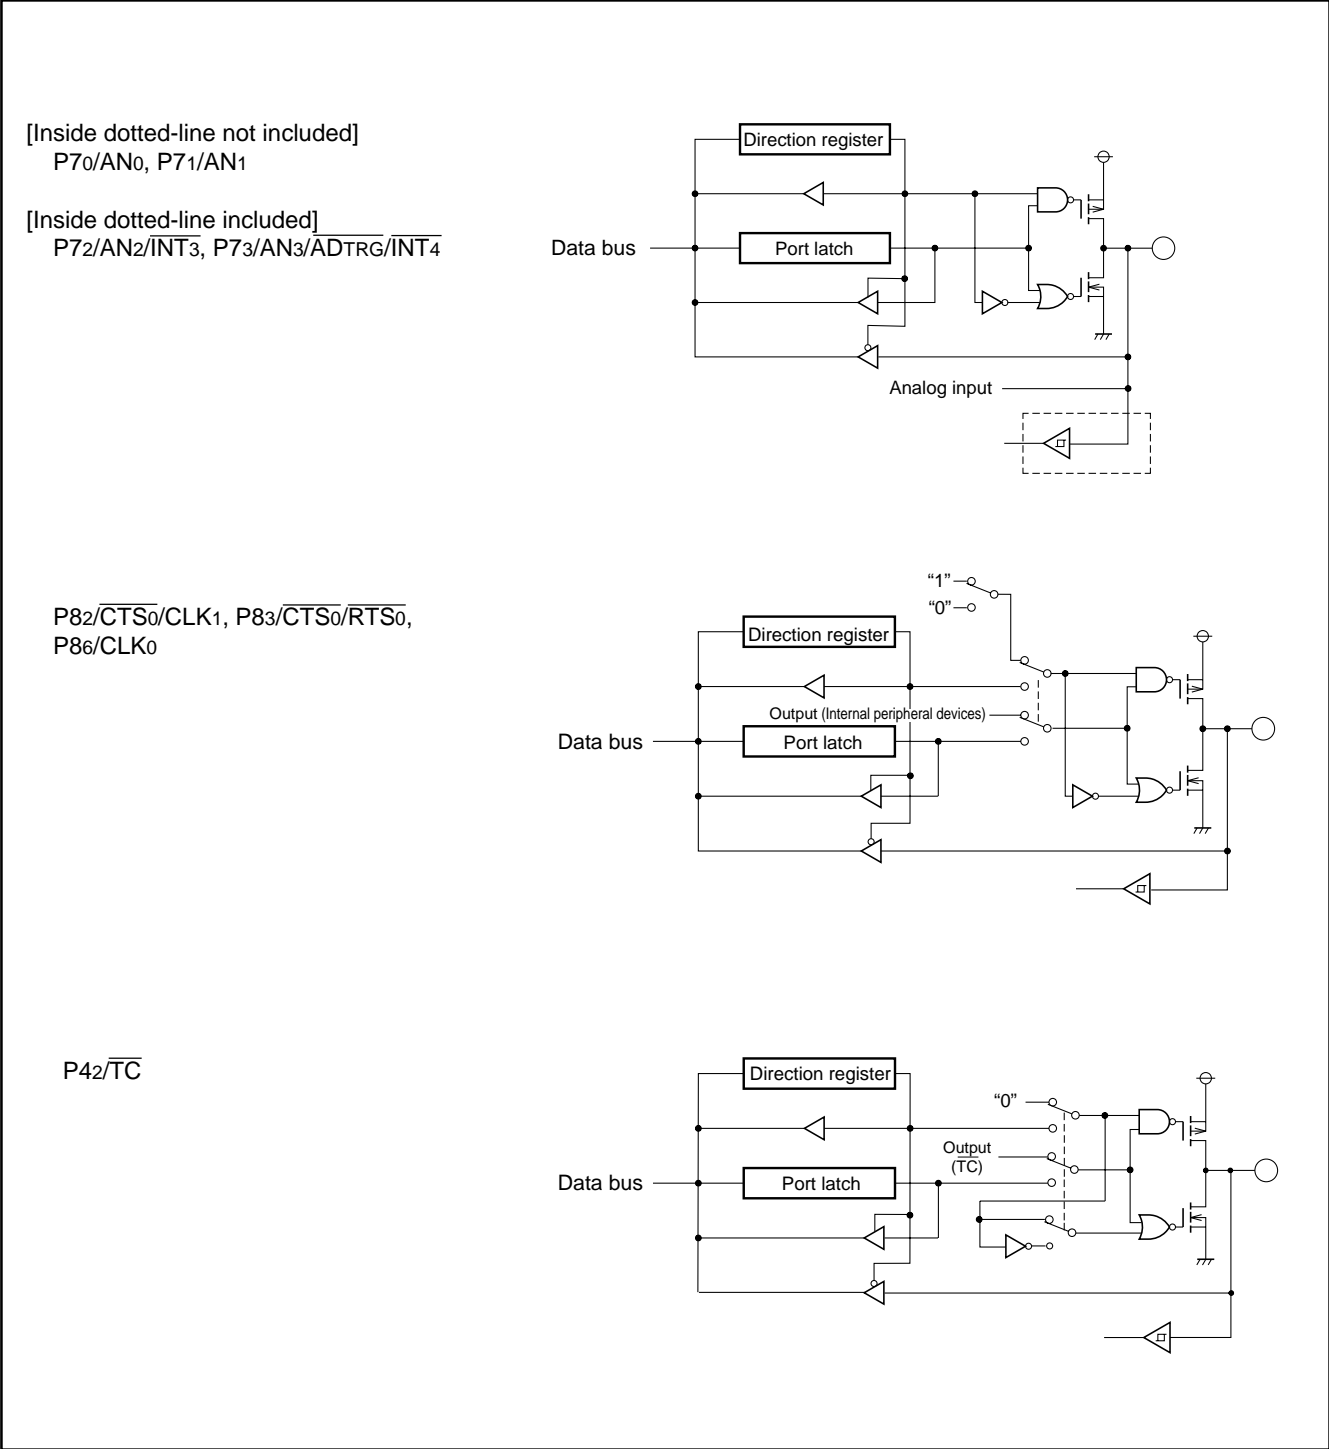 [Inside dotted-line not included]
P70/AN0, P71/AN1
[Inside dotted-line included]
P72/AN2/INT3, P73/AN3/ADTRG/INT4
Direction register
Data bus
Port latch
Analog input
P82/CTS0/CLK1, P83/CTS0/RTS0,
P86/CLK0
“1”
“0”
Direction register
Output (Internal peripheral devices)
Data bus
Port latch
P42/TC
Direction register
“0”
Output
(TC)
Data bus
Port latch